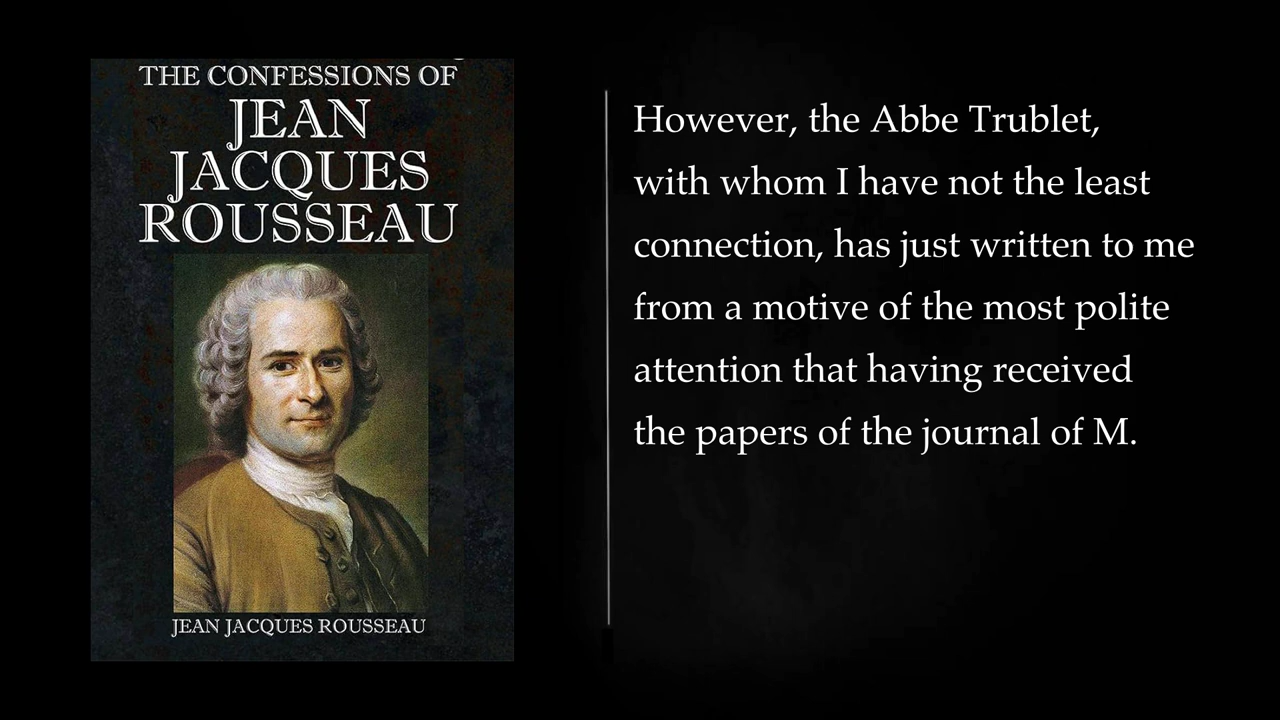 THE CONFESSIONS OF
JEAN
JACQUES
ROUSSEAU
JEAN JACQUES ROUSSEAU
However, the Abbe Trublet,
with whom I have not the least
connection, has just written to me
from a motive of the most polite
attention that having received
the papers of the journal of M.